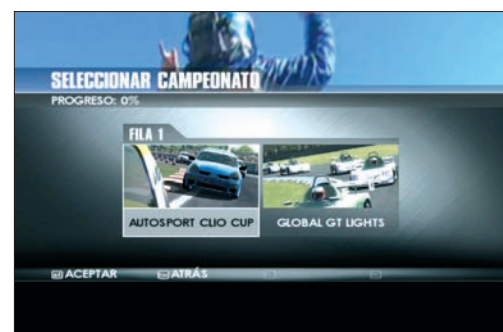 SELECCIONAR CAMPEONATO
PROGRESO: 0%
FILA 1
AUTOSPORT CLIO CUP
GLOBAL GT LIGHTS
ACEPTAR
ATRÁS